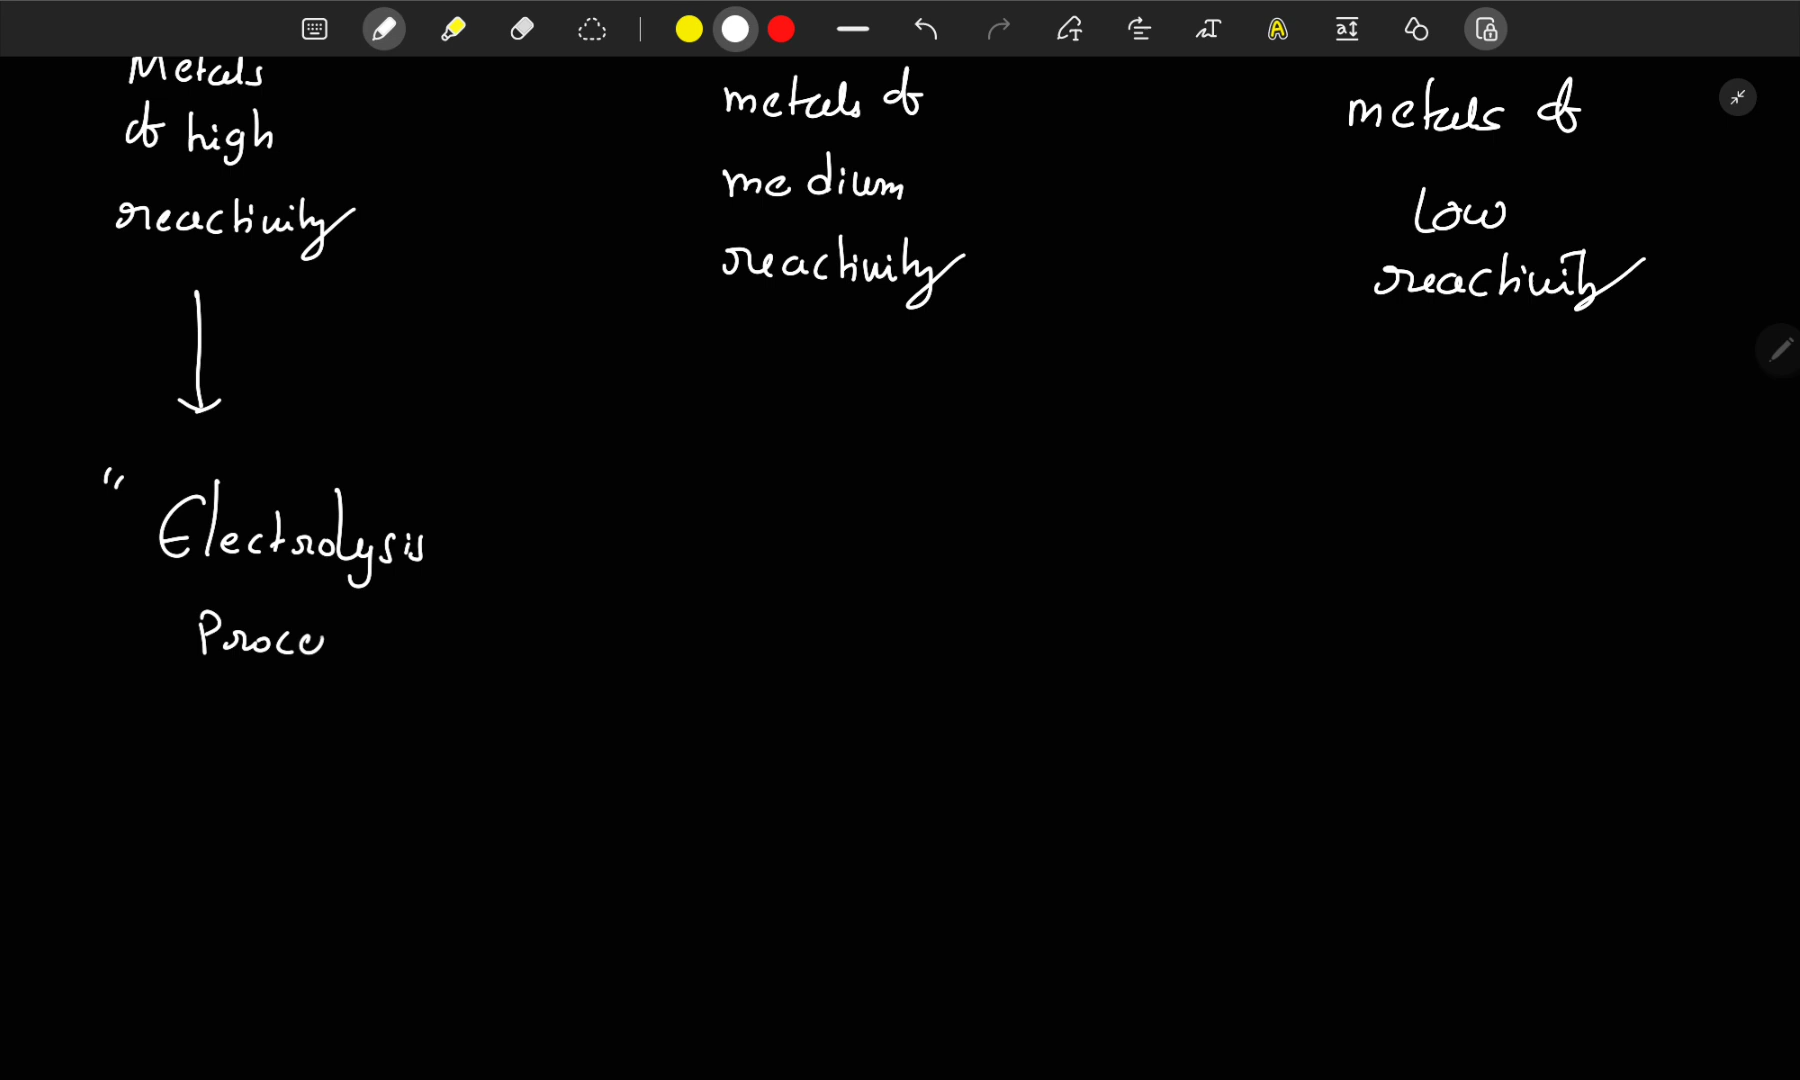 Metals
of high
reactivity
metals of
medium
reactivity
metals of
low
reactivity
" Electrolysis
Proce